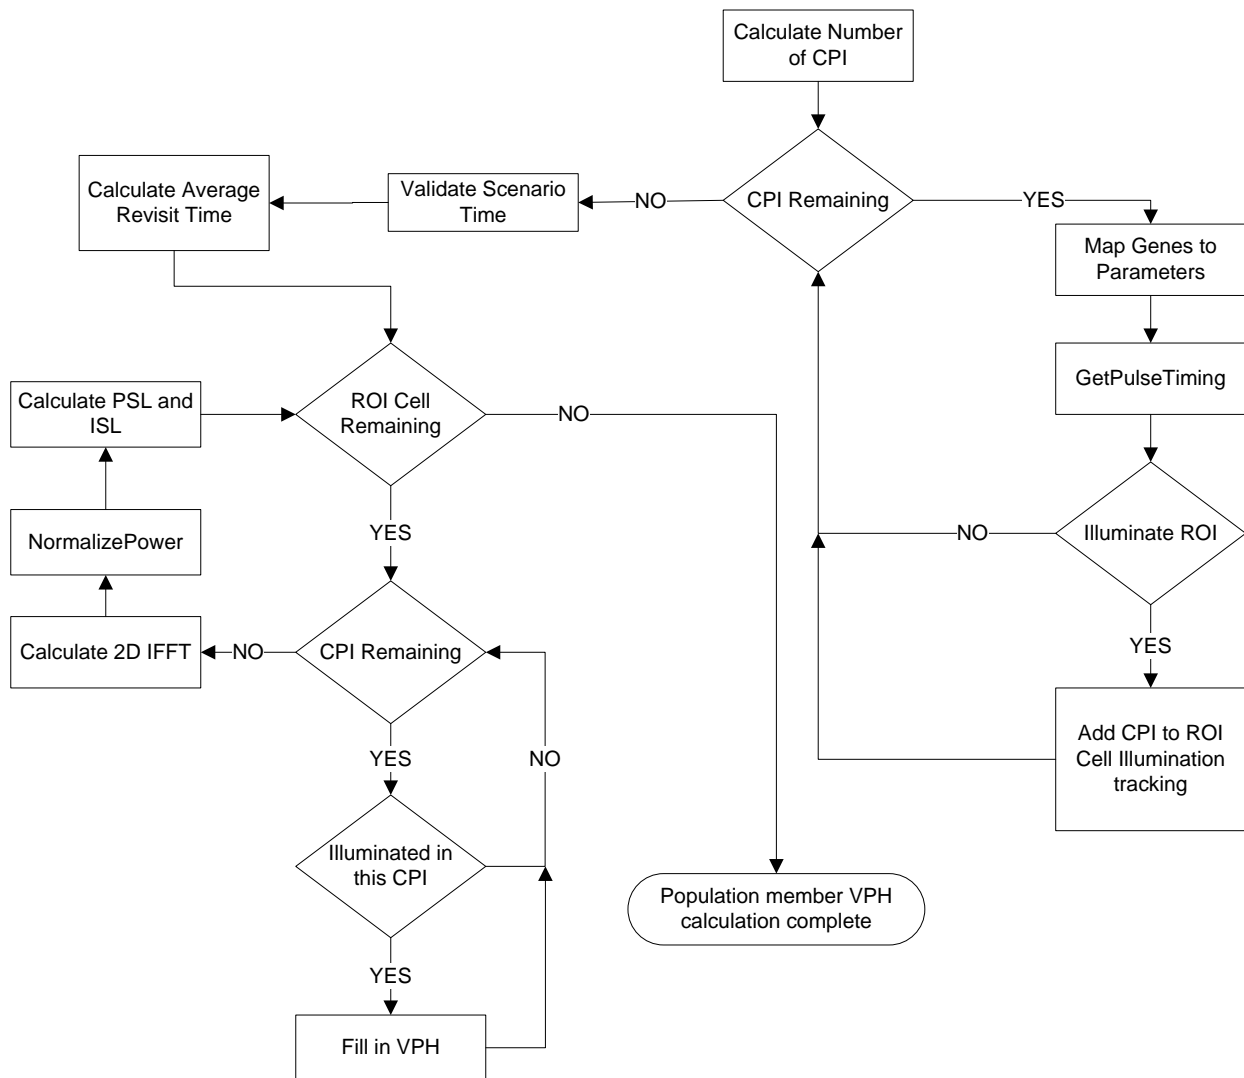 Calculate Number
of CPI
Calculate Average
Revisit Time
Validate Scenario
Time
NO
CPI Remaining
YES
Map Genes to
Parameters
GetPulseTiming
Calculate PSL and
ISL
ROI Cell
Remaining
NO
NormalizePower
YES
NO
Illuminate ROI
Calculate 2D IFFT
NO
CPI Remaining
YES
Add CPI to ROI
Cell Illumination
tracking
YES
NO
Illuminated in
this CPI
Population member VPH
calculation complete
YES
Fill in VPH